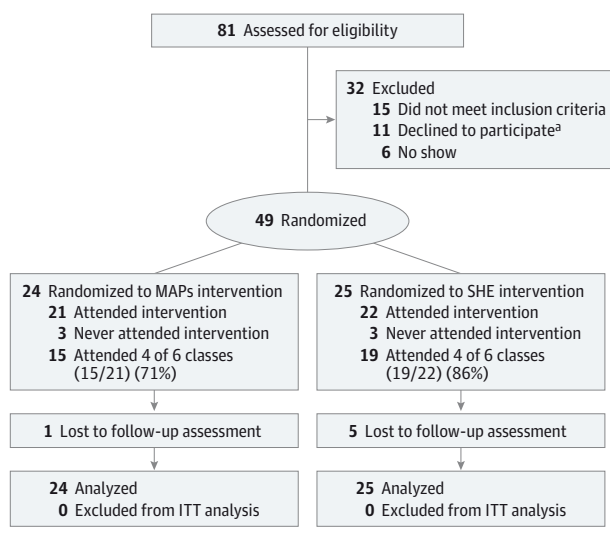 81 Assessed for eligibility
32 Excluded
15 Did not meet inclusion criteria
11 Declined to participateᵃ
6 No show
49 Randomized
24 Randomized to MAPs intervention
21 Attended intervention
3 Never attended intervention
15 Attended 4 of 6 classes
(15/21) (71%)
25 Randomized to SHE intervention
22 Attended intervention
3 Never attended intervention
19 Attended 4 of 6 classes
(19/22) (86%)
1 Lost to follow-up assessment
5 Lost to follow-up assessment
24 Analyzed
0 Excluded from ITT analysis
25 Analyzed
0 Excluded from ITT analysis